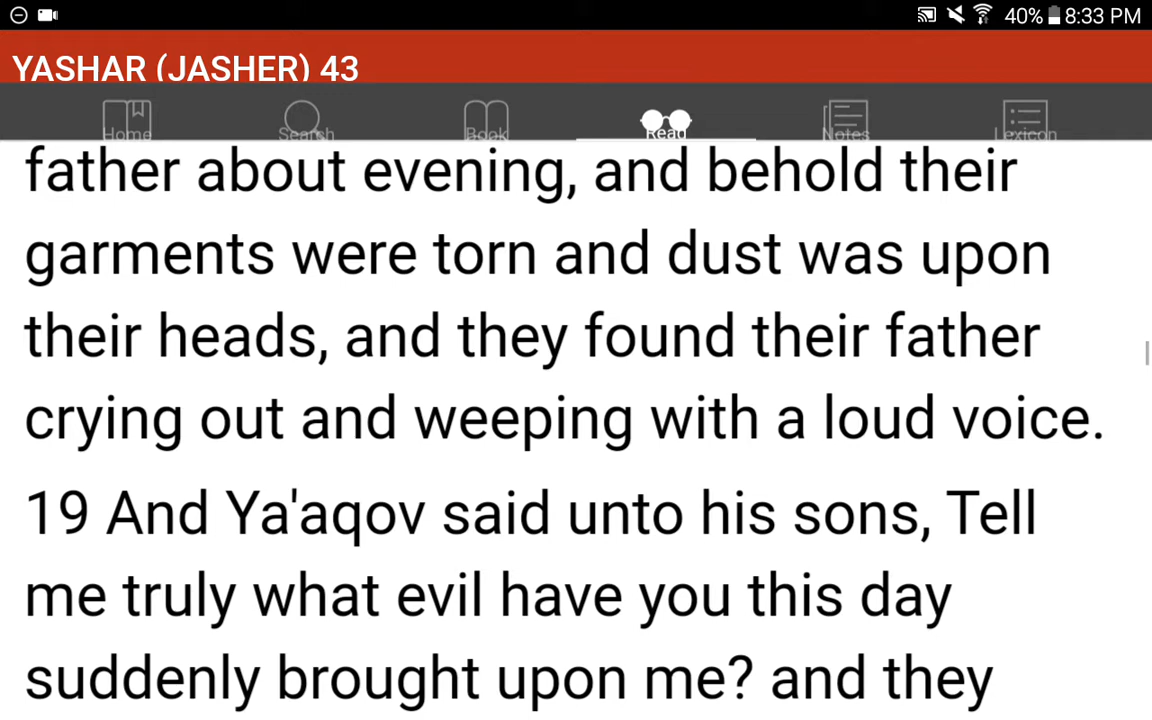 40% 8:33 PM
YASHAR (JASHER) 43
Home Search Book Read Notes Lexicon
father about evening, and behold their
garments were torn and dust was upon
their heads, and they found their father
crying out and weeping with a loud voice.
19 And Ya'aqov said unto his sons, Tell
me truly what evil have you this day
suddenly brought upon me? and they